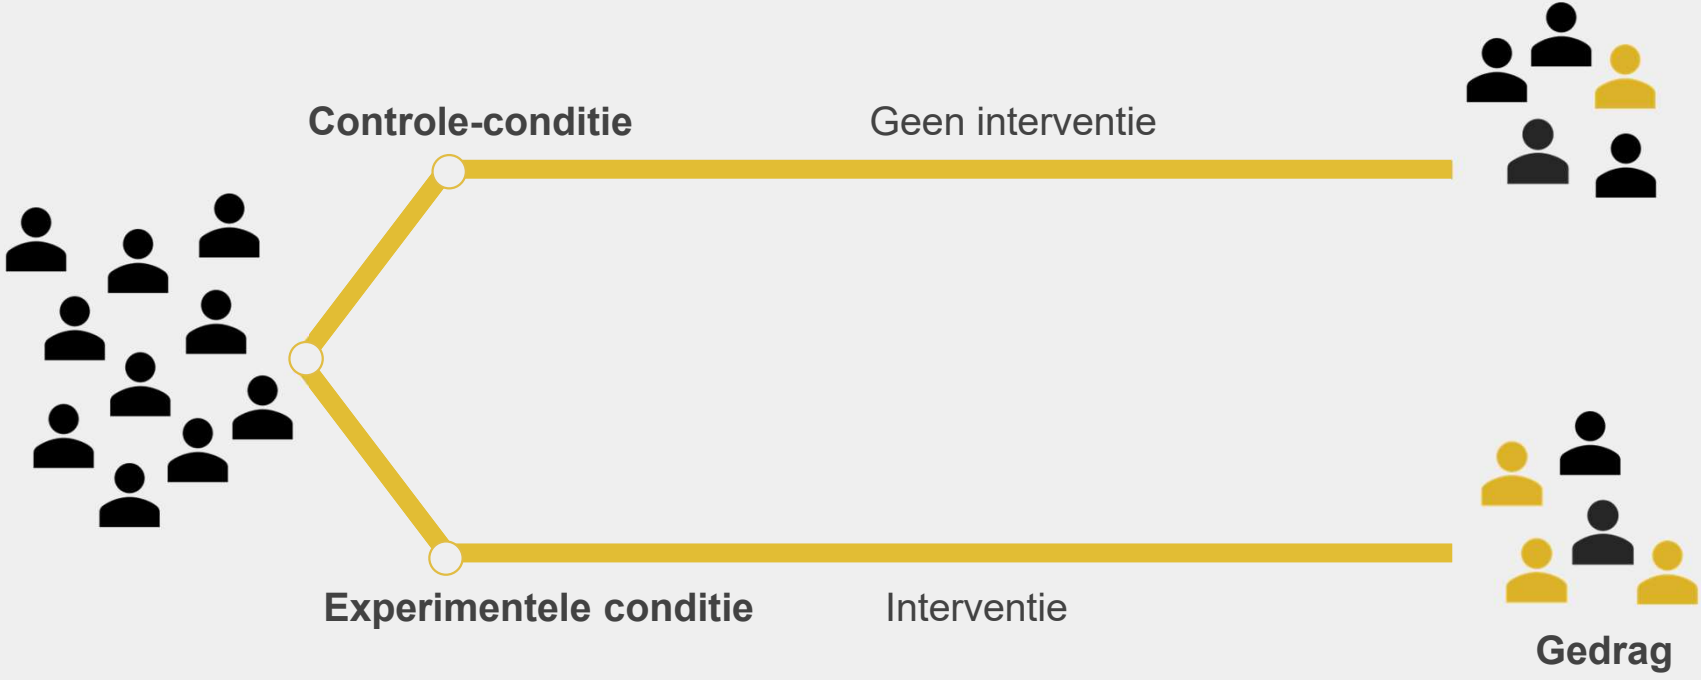 Controle-conditie
Geen interventie
Experimentele conditie
Interventie
Gedrag